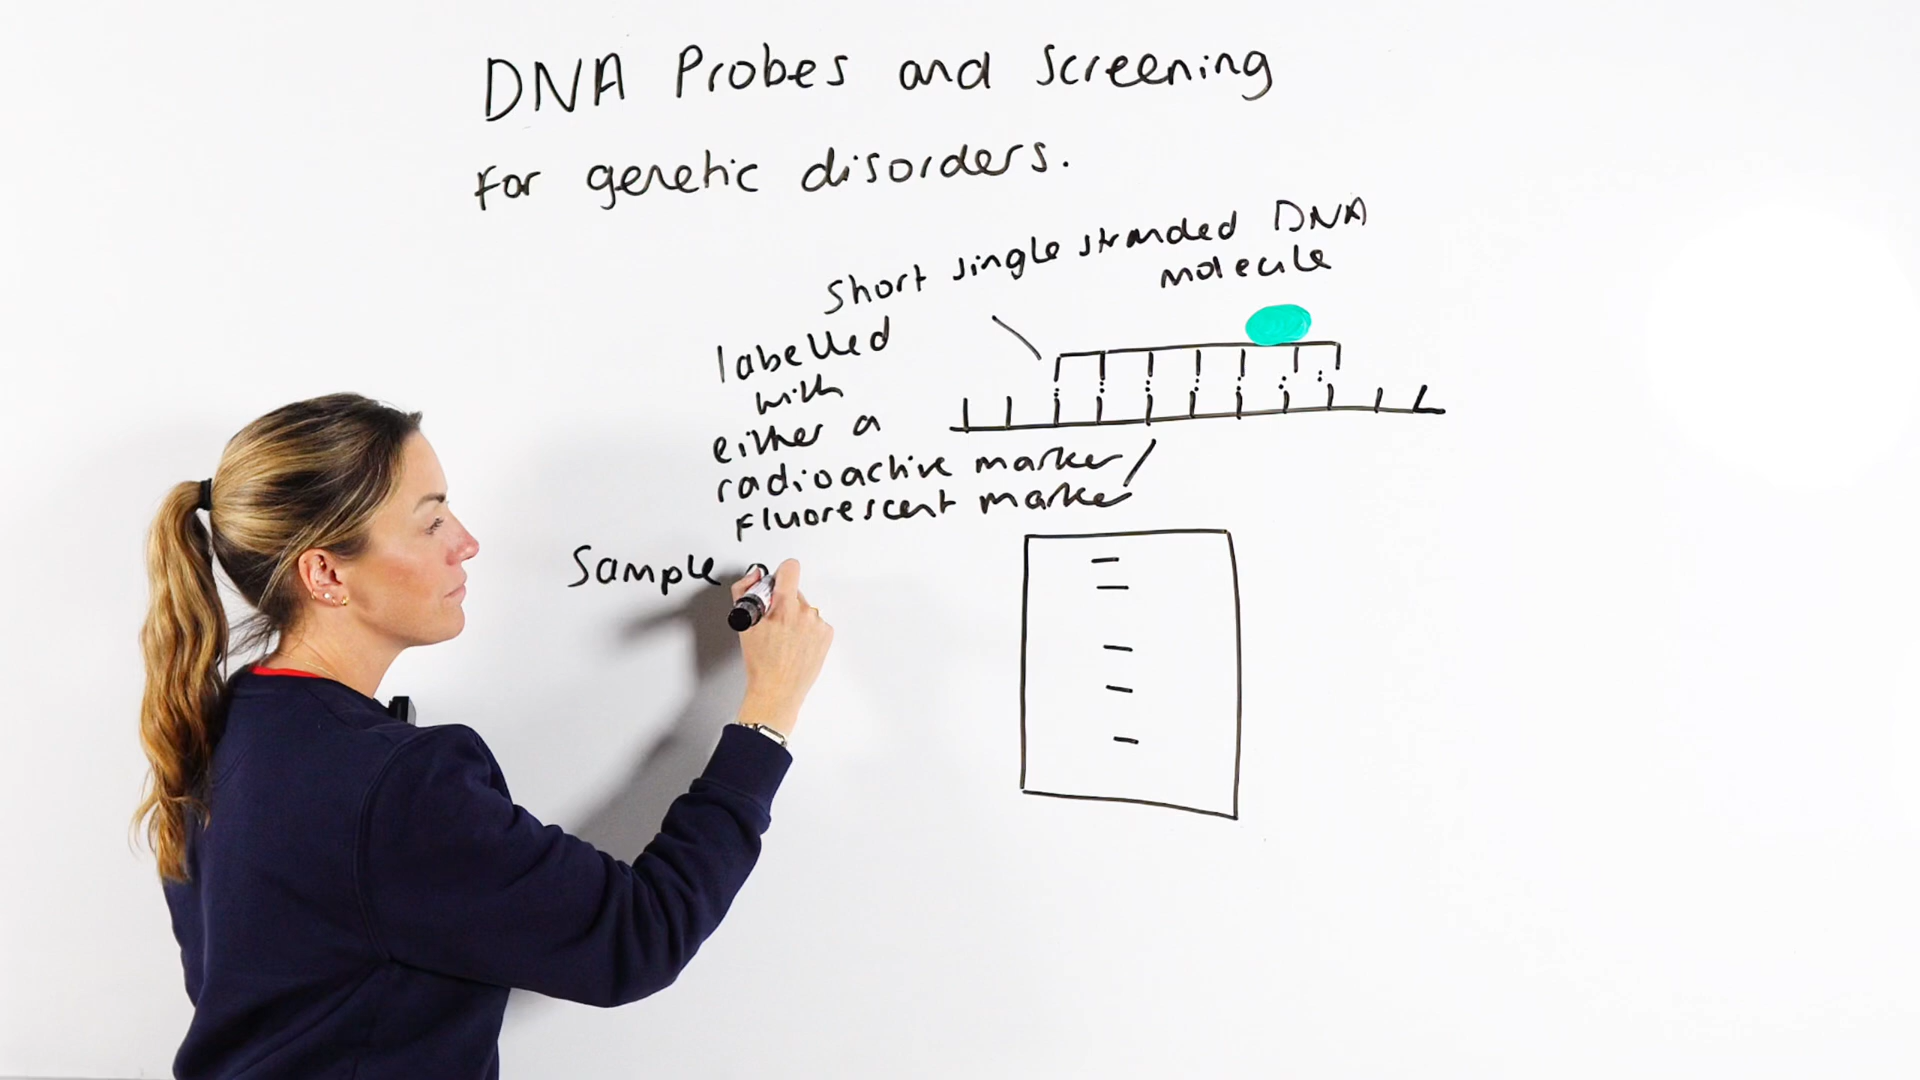 DNA Probes and screening
for genetic disorders.
Short single stranded DNA
molecule
labelled
with
either a
radioactive marker/
fluorescent marker
Sample